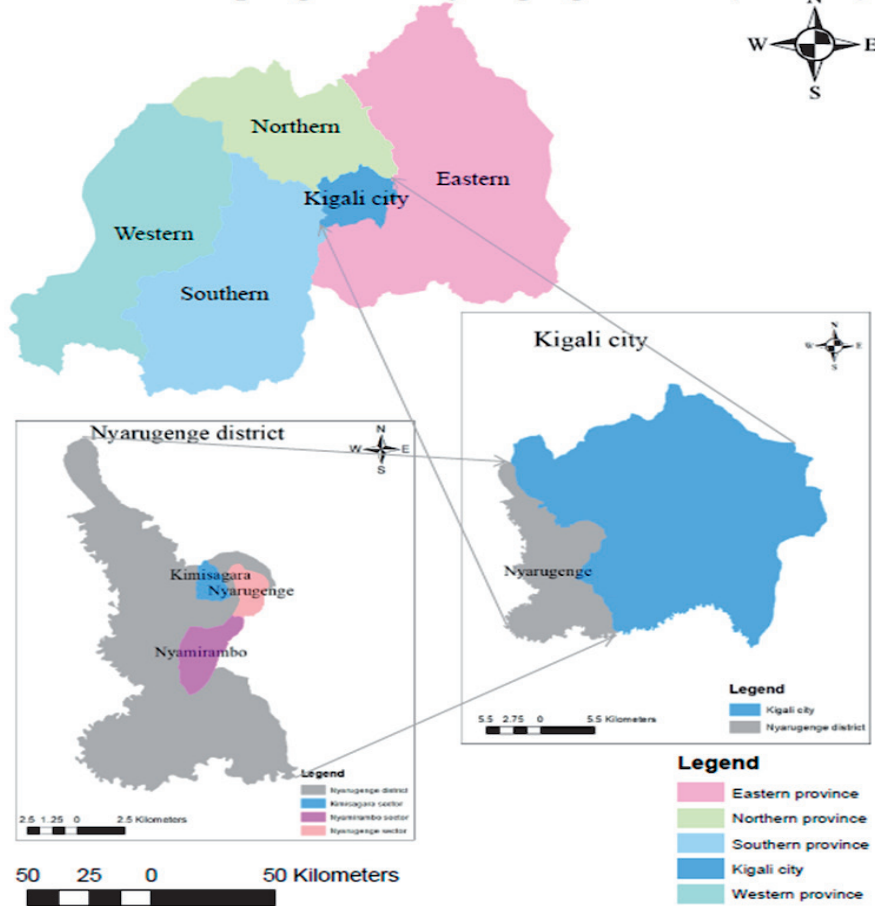 N
W E
S
Northern
Eastern
Kigali city
Western
Southern
Kigali city
N
W E
S
Nyarugenge
Legend
Kigali city
Nyarugenge district
5.5 2.75 0 5.5 Kilometers
Nyarugenge district
N
W E
S
Kimisagara
Nyarugenge
Nyamirambo
Legend
Nyarugenge district
Kimisagara sector
Nyamirambo sector
Nyarugenge sector
2.5 1.25 0 2.5 Kilometers
Legend
Eastern province
Northern province
Southern province
Kigali city
Western province
50 25 0 50 Kilometers